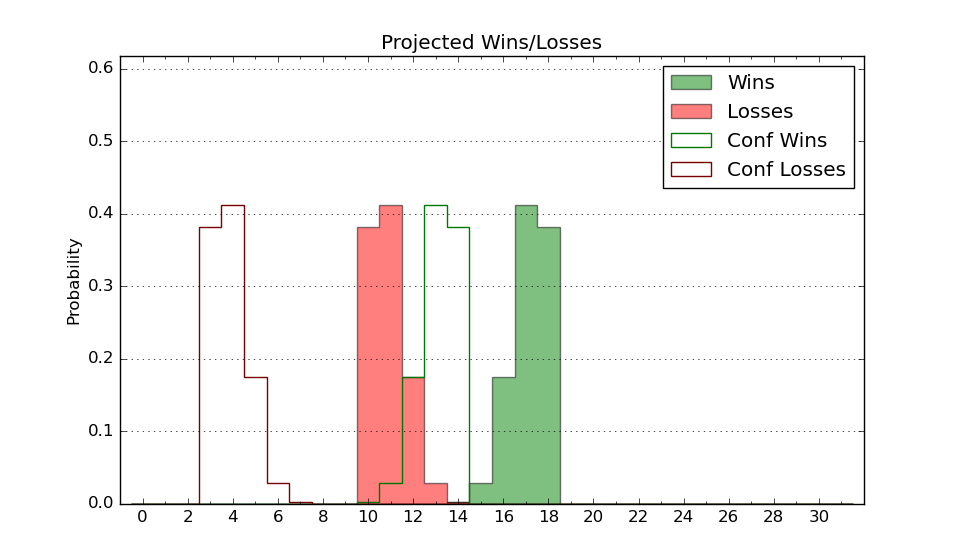 Projected Wins/Losses
Probability
0.6
0.5
0.4
0.3
0.2
0.1
0.0
Wins
Losses
Conf Wins
Conf Losses
0 2 4 6 8 10 12 14 16 18 20 22 24 26 28 30